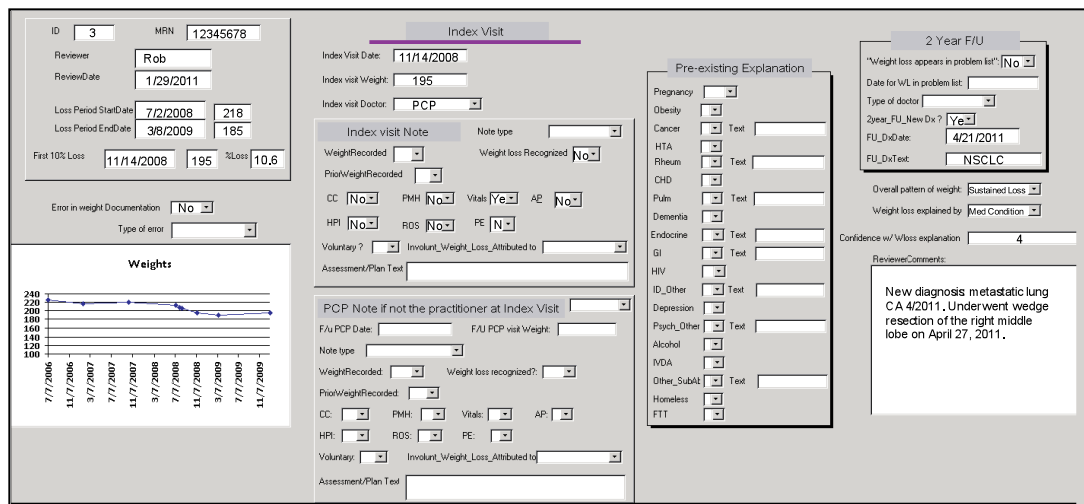 ID 3 MRN 12345678
Reviewer Rob
ReviewDate 1/29/2011
Loss Period StartDate 7/2/2008 218
Loss Period EndDate 3/8/2009 185
First 10% Loss 11/14/2008 195 %Loss 10,6
Error in weight Documentation No
Type of error
Weights
240
220
200
180
160
140
120
100
7/7/2006
11/7/2006
3/7/2007
7/7/2007
11/7/2007
3/7/2008
7/7/2008
11/7/2008
3/7/2009
7/7/2009
11/7/2009
Index Visit
Index Visit Date: 11/14/2008
Index visit Weight: 195
Index visit Doctor: PCP
Index visit Note Note type
WeightRecorded Weight loss Recognized No
PriorWeightRecorded
CC No PMH No Vitals Ye AP No
HPI No ROS No PE N
Voluntary ? Involunt_Weight_Loss_Attributed to
Assessment/Plan Text
PCP Note if not the practitioner at Index Visit
F/u PCP Date: F/U PCP visit Weight:
Note type
WeightRecorded: Weight loss recognized?:
PriorWeightRecorded:
CC: PMH: Vitals: AP:
HPI: ROS: PE:
Voluntary: Involunt_Weight_Loss_Attributed to
Assessment/Plan Text
Pre-existing Explanation
Pregnancy
Obesity
Cancer Text
HTA
Rheum Text
CHD
Pulm Text
Dementia
Endocrine Text
GI Text
HIV
ID_Other Text
Depression
Psych_Other Text
Alcohol
IVDA
Other_SubAb Text
Homeless
FTT
2 Year F/U
"Weight loss appears in problem list": No
Date for WL in problem list:
Type of doctor
2year_FU_New Dx ? Ye
FU_DxDate: 4/21/2011
FU_DxText: NSCLC
Overall pattern of weight: Sustained Loss
Weight loss explained by Med Condition
Confidence w/ Wloss explanation 4
ReviewerComments:
New diagnosis: metastatic lung
CA 4/2011. Underwent wedge
resection of the right middle
lobe on April 27, 2011.